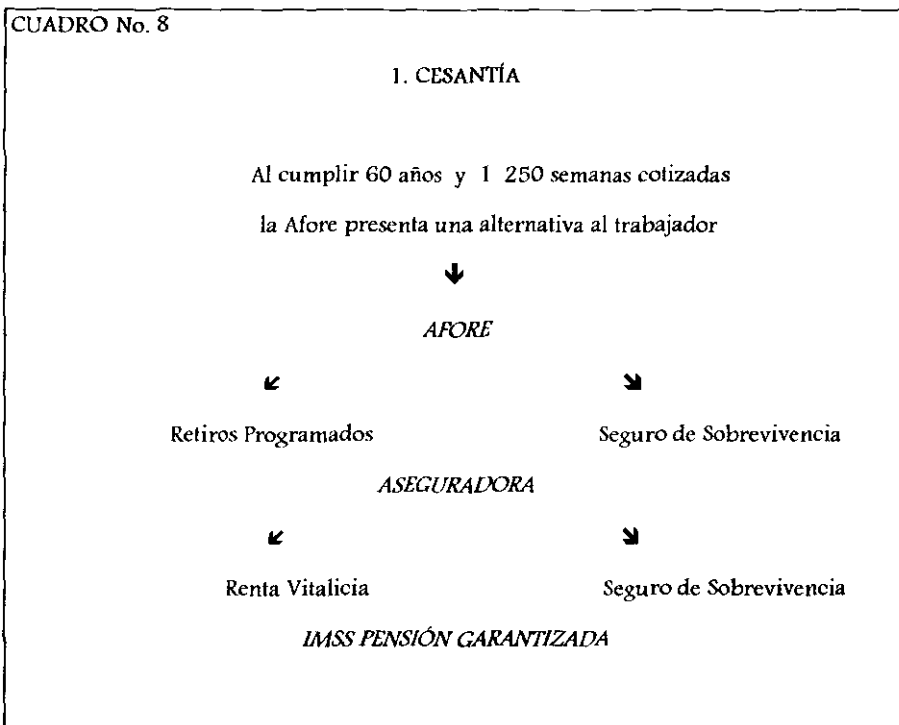 CUADRO No. 8
1. CESANTÍA
Al cumplir 60 años y 1 250 semanas cotizadas
la Afore presenta una alternativa al trabajador
AFORE
Retiros Programados Seguro de Sobrevivencia
ASEGURADORA
Renta Vitalicia Seguro de Sobrevivencia
IMSS PENSIÓN GARANTIZADA